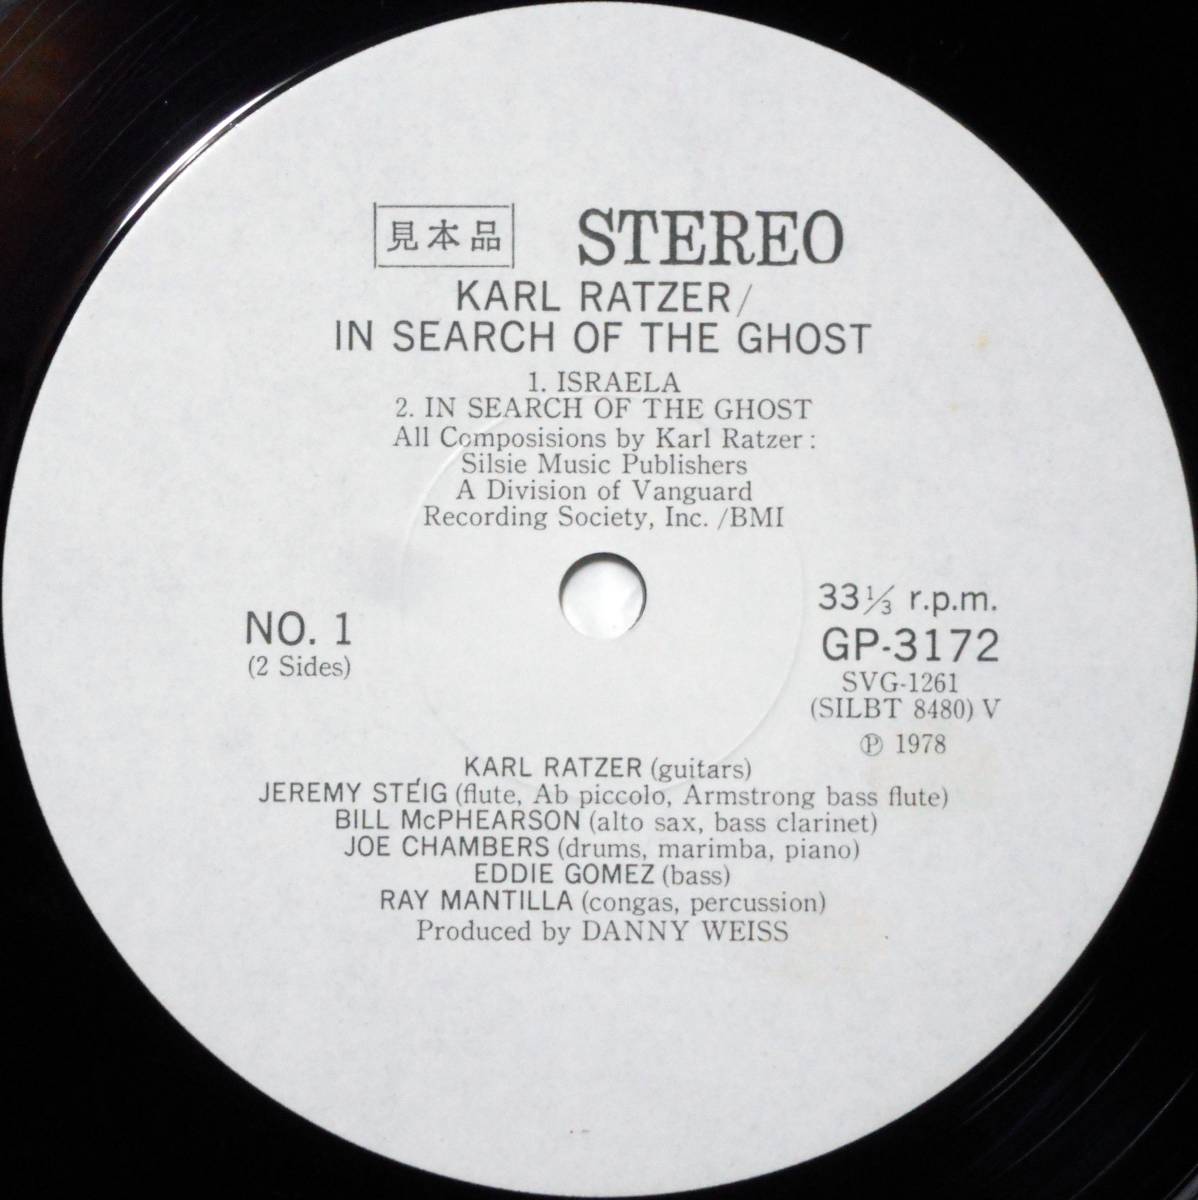 見本品 STEREO
KARL RATZER/
IN SEARCH OF THE GHOST
1. ISRAELA
2. IN SEARCH OF THE GHOST
All Composisions by Karl Ratzer :
Silsie Music Publishers
A Division of Vanguard
Recording Society, Inc. /BMI
NO. 1
(2 Sides)
33⅓ r.p.m.
GP-3172
SVG-1261
(SILBT 8480) V
Ⓟ 1978
KARL RATZER (guitars)
JEREMY STÉIG (flute, Ab piccolo, Armstrong bass flute)
BILL McPHEARSON (alto sax, bass clarinet)
JOE CHAMBERS (drums, marimba, piano)
EDDIE GOMEZ (bass)
RAY MANTILLA (congas, percussion)
Produced by DANNY WEISS